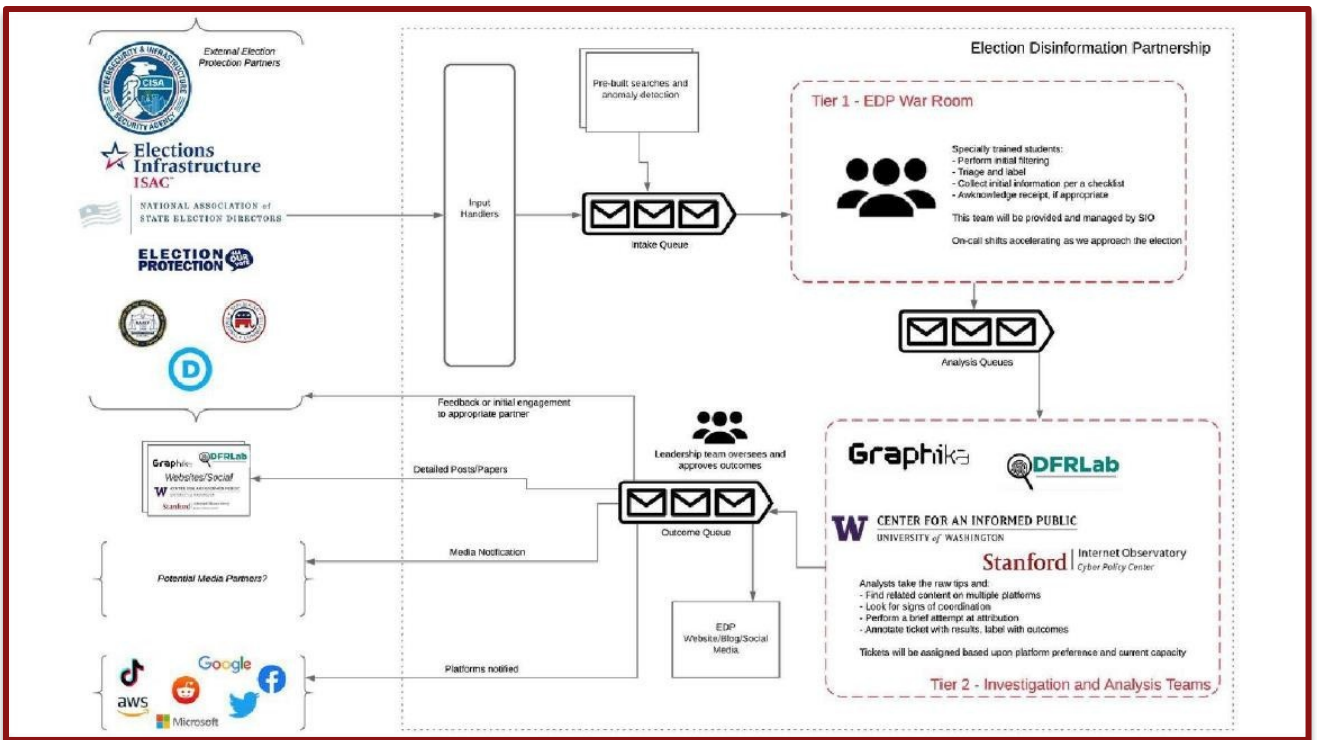 External Election
Protection Partners
CYBERSECURITY & INFRASTRUCTURE
CISA
SECURITY AGENCY
Elections
Infrastructure
ISAC
NATIONAL ASSOCIATION of
STATE ELECTION DIRECTORS
ELECTION
PROTECTION
OUR
VOTE
D
Election Disinformation Partnership
Input
Handlers
Pre-built searches and
anomaly detection
Intake Queue
Tier 1 - EDP War Room
Specially trained students:
- Perform initial filtering
- Triage and label
- Collect initial information per a checklist
- Awknowledge receipt, if appropriate
This team will be provided and managed by SIO
On-call shifts accelerating as we approach the election
Analysis Queues
Graphika
DFRLab
W CENTER FOR AN INFORMED PUBLIC
UNIVERSITY of WASHINGTON
Stanford Internet Observatory
Cyber Policy Center
Analysts take the raw tips and:
- Find related content on multiple platforms
- Look for signs of coordination
- Perform a brief attempt at attribution
- Annotate ticket with results, label with outcomes
Tickets will be assigned based upon platform preference and current capacity
Tier 2 - Investigation and Analysis Teams
Leadership team oversees and
approves outcomes
Outcome Queue
Feedback or initial engagement
to appropriate partner
Detailed Posts/Papers
Graphika DFRLab
Websites/Social
W CENTER FOR AN INFORMED PUBLIC
Stanford
Media Notification
Potential Media Partners?
EDP
Website/Blog/Social
Media
Platforms notified
Google
aws
Microsoft